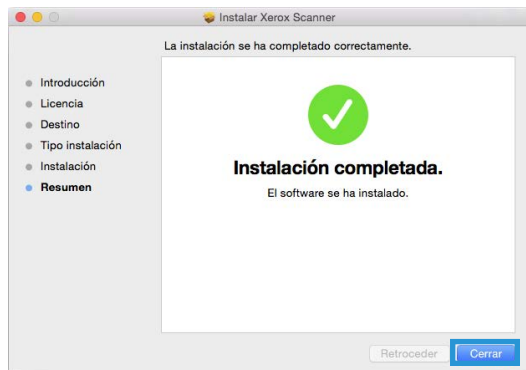 Instalar Xerox Scanner
La instalación se ha completado correctamente.
Introducción
Licencia
Destino
Tipo instalación
Instalación
Resumen
Instalación completada.
El software se ha instalado.
Retroceder
Cerrar